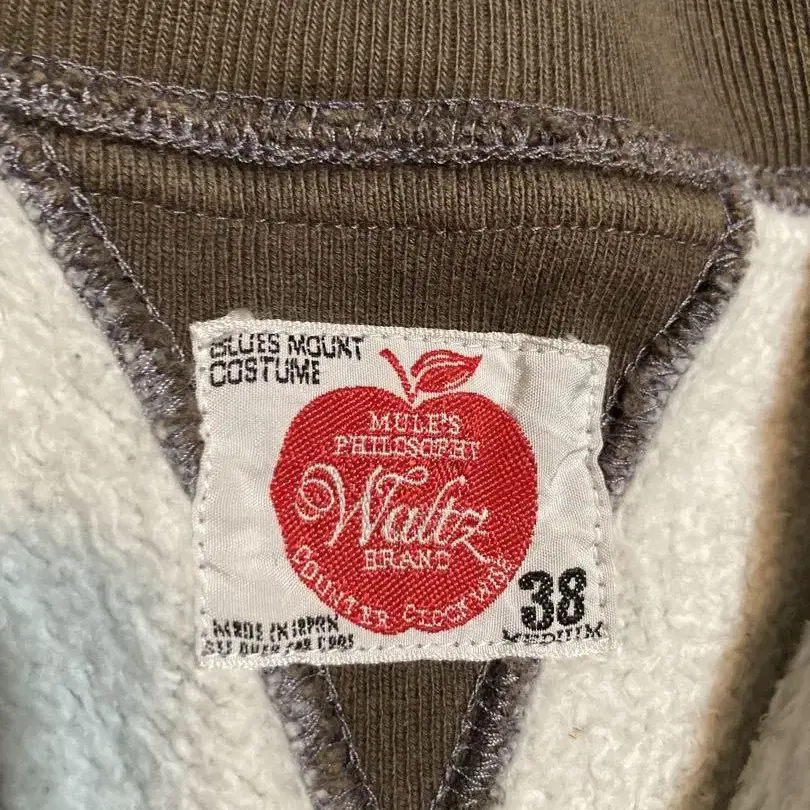 BLUES MOUNT
COSTUME
MULE'S
PHILOSOPHY
Waltz
BRAND
COUNTER CLOCKWISE
38
MEDIUM
MADE IN JAPAN